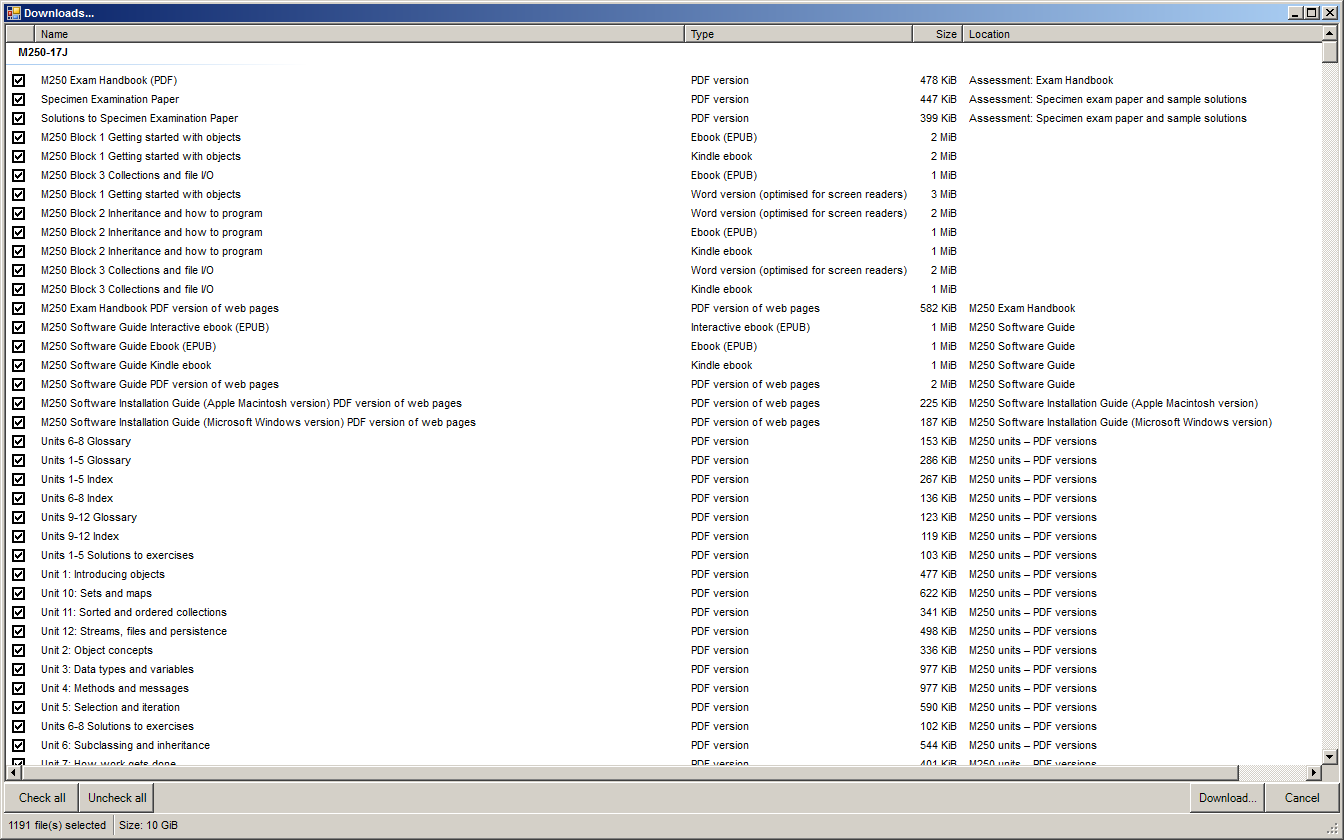 Downloads...
Name Type Size Location
M250-17J
M250 Exam Handbook (PDF) PDF version 478 KiB Assessment: Exam Handbook
Specimen Examination Paper PDF version 447 KiB Assessment: Specimen exam paper and sample solutions
Solutions to Specimen Examination Paper PDF version 399 KiB Assessment: Specimen exam paper and sample solutions
M250 Block 1 Getting started with objects Ebook (EPUB) 2 MiB
M250 Block 1 Getting started with objects Kindle ebook 2 MiB
M250 Block 3 Collections and file I/O Ebook (EPUB) 1 MiB
M250 Block 1 Getting started with objects Word version (optimised for screen readers) 3 MiB
M250 Block 2 Inheritance and how to program Word version (optimised for screen readers) 2 MiB
M250 Block 2 Inheritance and how to program Ebook (EPUB) 1 MiB
M250 Block 2 Inheritance and how to program Kindle ebook 1 MiB
M250 Block 3 Collections and file I/O Word version (optimised for screen readers) 2 MiB
M250 Block 3 Collections and file I/O Kindle ebook 1 MiB
M250 Exam Handbook PDF version of web pages PDF version of web pages 582 KiB M250 Exam Handbook
M250 Software Guide Interactive ebook (EPUB) Interactive ebook (EPUB) 1 MiB M250 Software Guide
M250 Software Guide Ebook (EPUB) Ebook (EPUB) 1 MiB M250 Software Guide
M250 Software Guide Kindle ebook Kindle ebook 1 MiB M250 Software Guide
M250 Software Guide PDF version of web pages PDF version of web pages 2 MiB M250 Software Guide
M250 Software Installation Guide (Apple Macintosh version) PDF version of web pages PDF version of web pages 225 KiB M250 Software Installation Guide (Apple Macintosh version)
M250 Software Installation Guide (Microsoft Windows version) PDF version of web pages PDF version of web pages 187 KiB M250 Software Installation Guide (Microsoft Windows version)
Units 6-8 Glossary PDF version 153 KiB M250 units – PDF versions
Units 1-5 Glossary PDF version 286 KiB M250 units – PDF versions
Units 1-5 Index PDF version 267 KiB M250 units – PDF versions
Units 6-8 Index PDF version 136 KiB M250 units – PDF versions
Units 9-12 Glossary PDF version 123 KiB M250 units – PDF versions
Units 9-12 Index PDF version 119 KiB M250 units – PDF versions
Units 1-5 Solutions to exercises PDF version 103 KiB M250 units – PDF versions
Unit 1: Introducing objects PDF version 477 KiB M250 units – PDF versions
Unit 10: Sets and maps PDF version 622 KiB M250 units – PDF versions
Unit 11: Sorted and ordered collections PDF version 341 KiB M250 units – PDF versions
Unit 12: Streams, files and persistence PDF version 498 KiB M250 units – PDF versions
Unit 2: Object concepts PDF version 336 KiB M250 units – PDF versions
Unit 3: Data types and variables PDF version 977 KiB M250 units – PDF versions
Unit 4: Methods and messages PDF version 977 KiB M250 units – PDF versions
Unit 5: Selection and iteration PDF version 590 KiB M250 units – PDF versions
Units 6-8 Solutions to exercises PDF version 102 KiB M250 units – PDF versions
Unit 6: Subclassing and inheritance PDF version 544 KiB M250 units – PDF versions
Unit 7: How work gets done PDF version 401 KiB M250 units – PDF versions
Check all Uncheck all Download... Cancel
1191 file(s) selected Size: 10 GiB